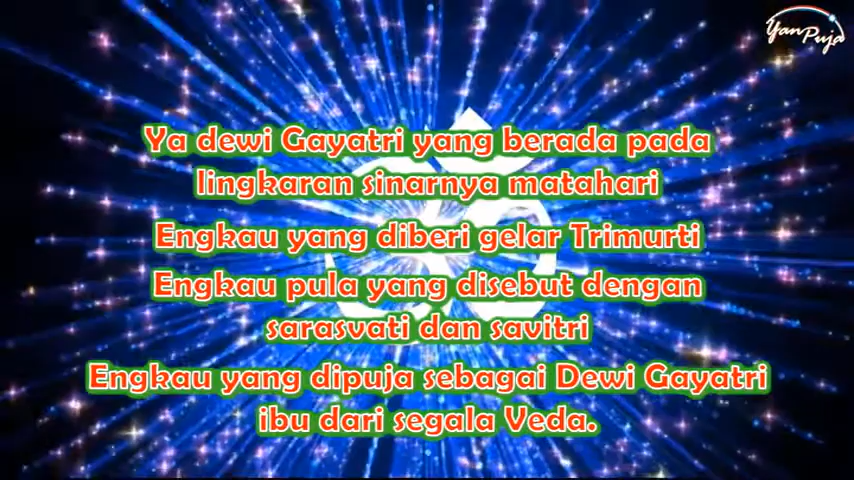 Yan Puja
Ya dewi Gayatri yang berada pada
lingkaran sinarnya matahari
Engkau yang diberi gelar Trimurti
Engkau pula yang disebut dengan
sarasvati dan savitri
Engkau yang dipuja sebagai Dewi Gayatri
ibu dari segala Veda.